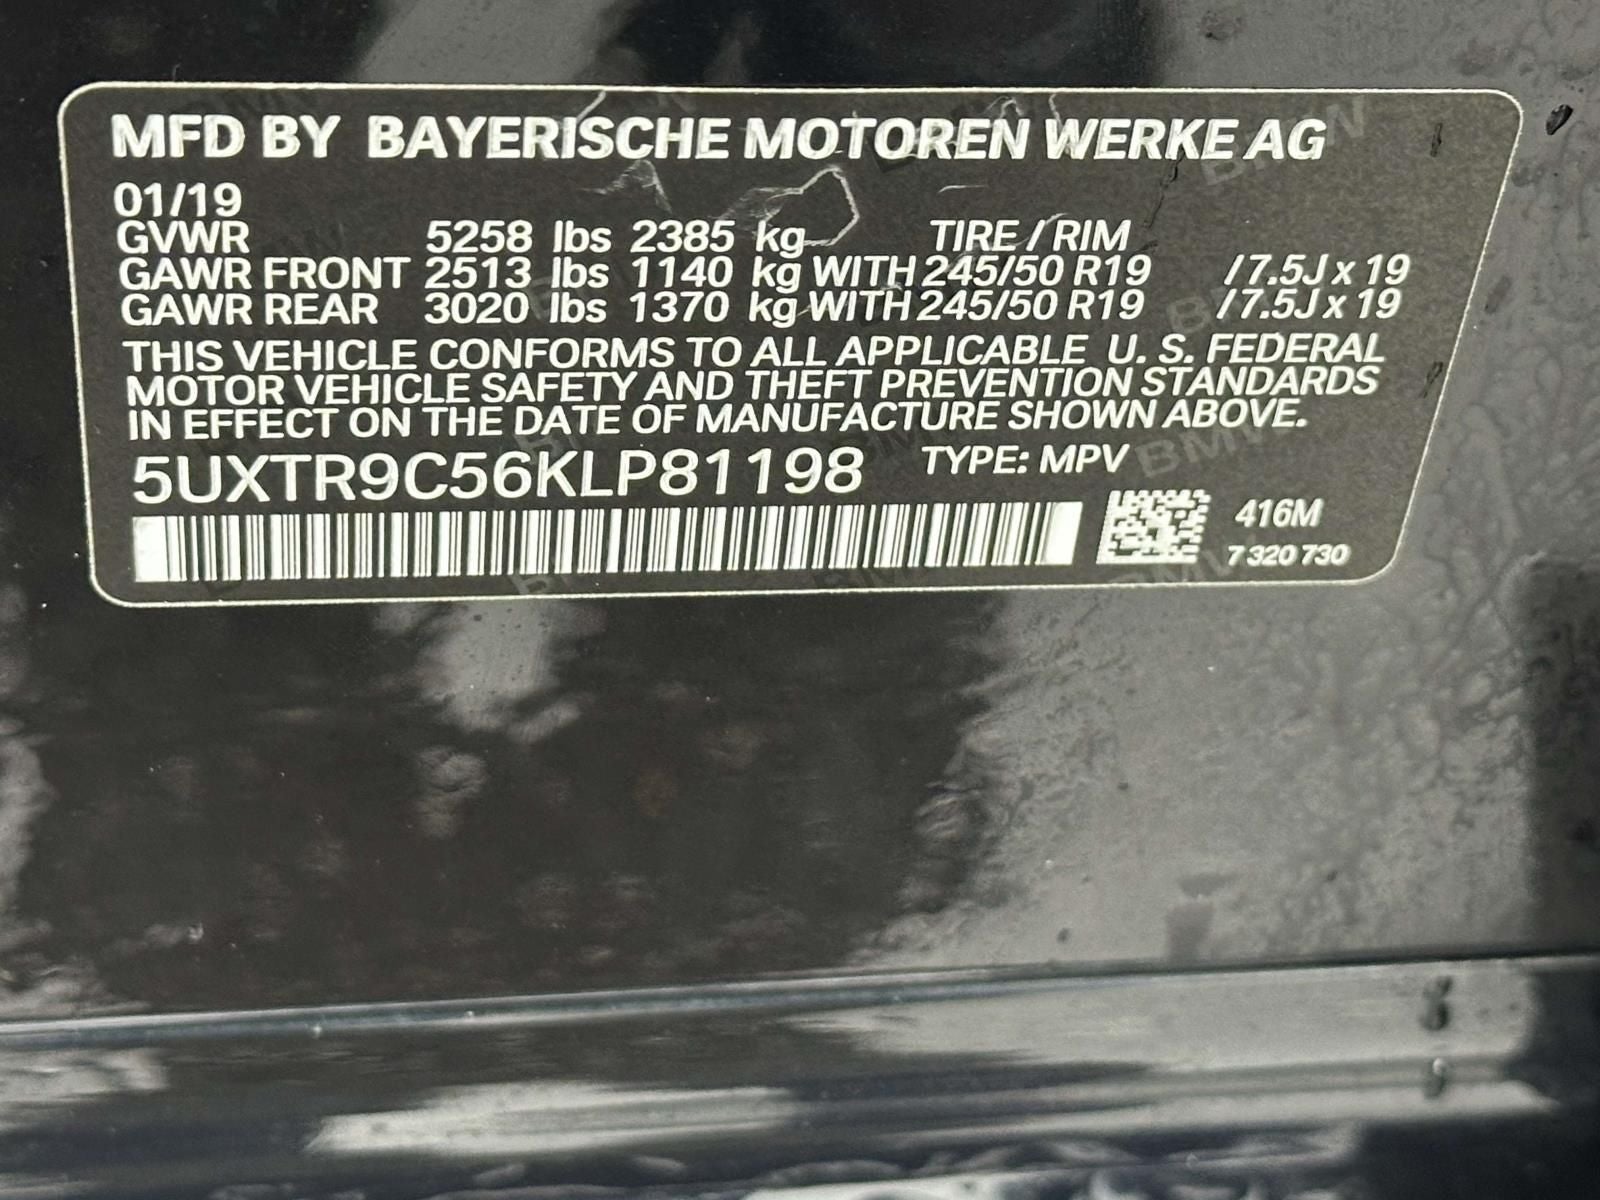 MFD BY BAYERISCHE MOTOREN WERKE AG
01/19
GVWR 5258 lbs 2385 kg TIRE / RIM
GAWR FRONT 2513 lbs 1140 kg WITH 245/50 R19 / 7.5J x 19
GAWR REAR 3020 lbs 1370 kg WITH 245/50 R19 / 7.5J x 19
THIS VEHICLE CONFORMS TO ALL APPLICABLE U. S. FEDERAL
MOTOR VEHICLE SAFETY AND THEFT PREVENTION STANDARDS
IN EFFECT ON THE DATE OF MANUFACTURE SHOWN ABOVE.
5UXTR9C56KLP81198 TYPE: MPV
416M
7 320 730